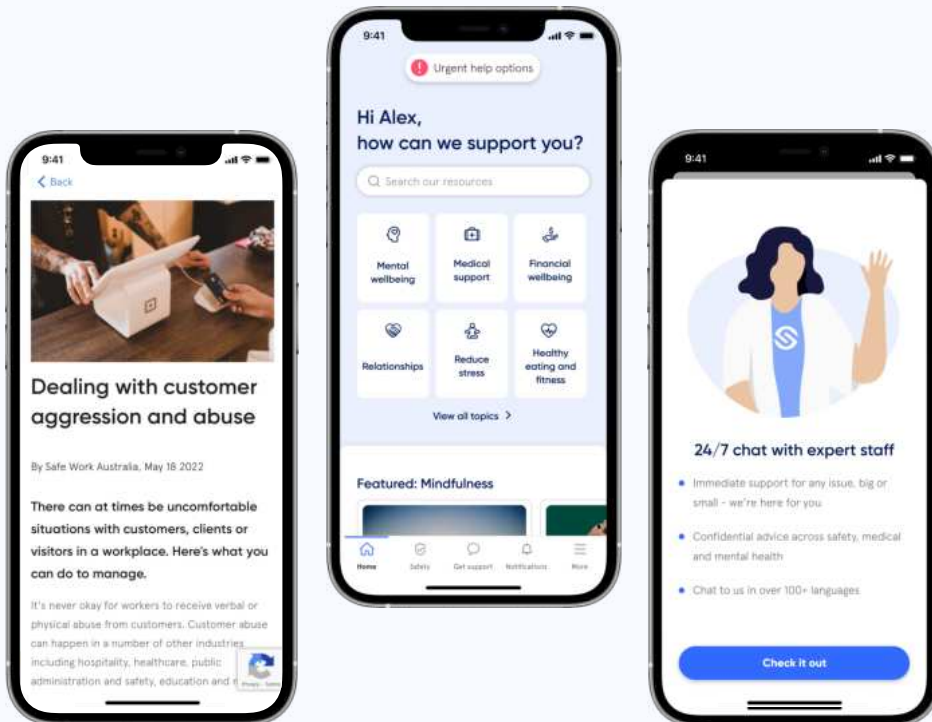 9:41
Back
Dealing with customer
aggression and abuse
By Safe Work Australia, May 18 2022
There can at times be uncomfortable
situations with customers, clients or
visitors in a workplace. Here's what you
can do to manage.
It's never okay for workers to receive verbal or
physical abuse from customers. Customer abuse
can happen in a number of other industries
including hospitality, healthcare, public
administration and safety, education and
9:41
Urgent help options
Hi Alex,
how can we support you?
Search our resources
Mental
wellbeing
Medical
support
Financial
wellbeing
Relationships
Reduce
stress
Healthy
eating and
fitness
View all topics
Featured: Mindfulness
Home
Safety
Get support
Notifications
More
9:41
24/7 chat with expert staff
Immediate support for any issue, big or
small - we're here for you
Confidential advice across safety, medical
and mental health
Chat to us in over 100+ languages
Check it out